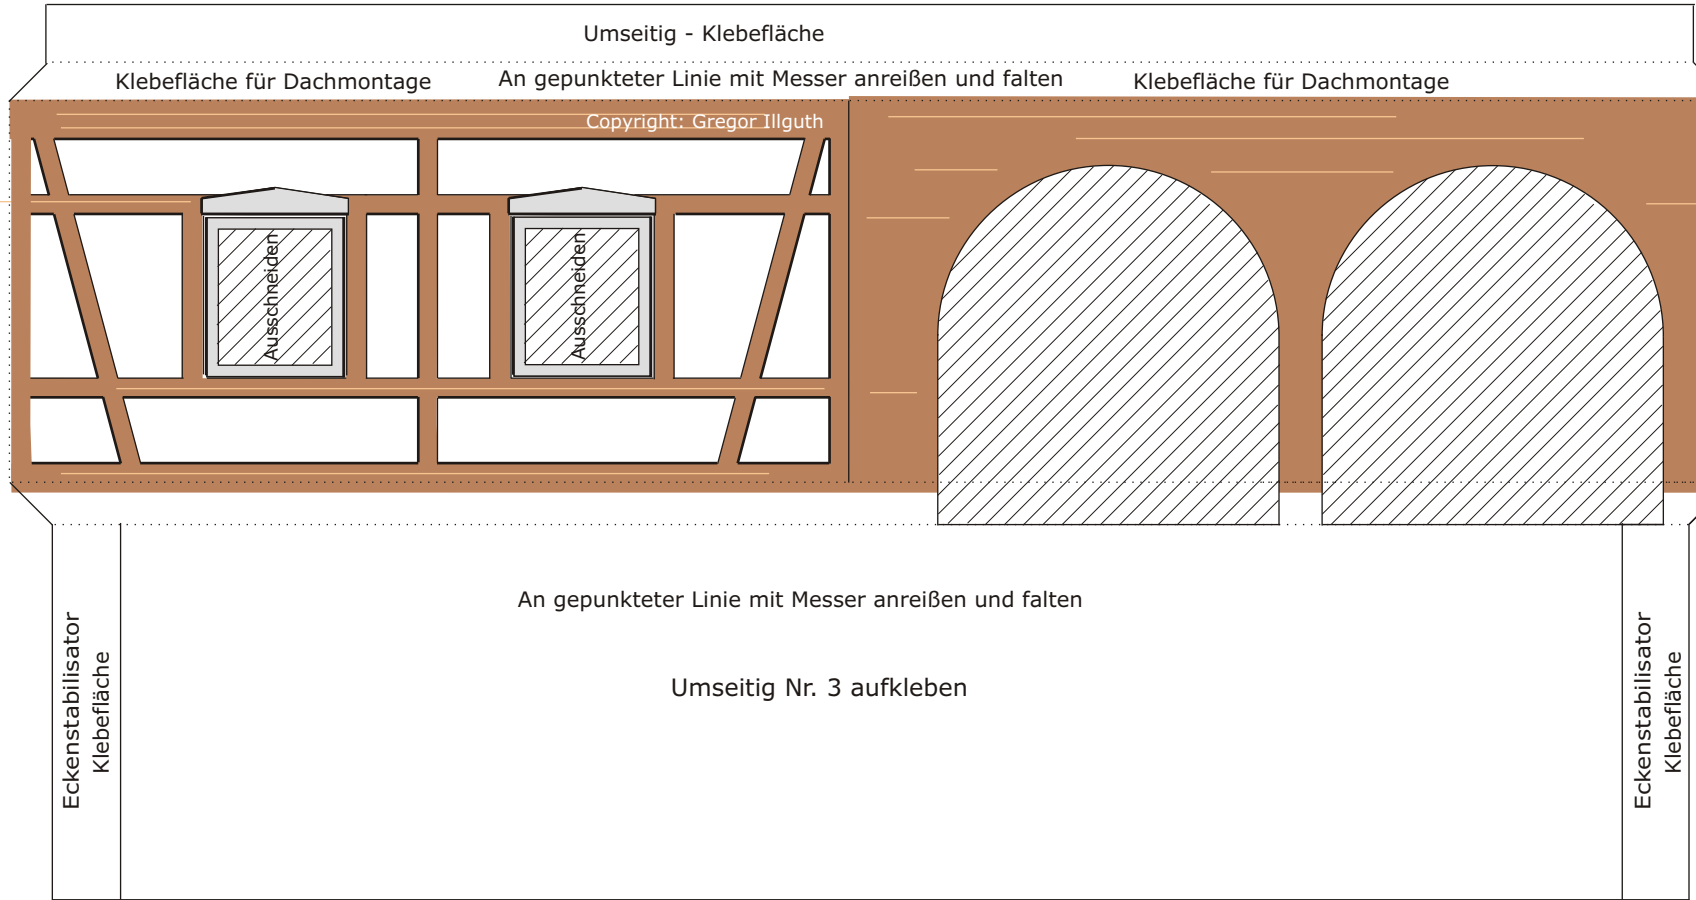 Umseitig - Klebefläche
Klebefläche für Dachmontage
An gepunkteter Linie mit Messer anreißen und falten
Klebefläche für Dachmontage
Copyright: Gregor Illguth
Ausschneiden
Ausschneiden
An gepunkteter Linie mit Messer anreißen und falten
Umseitig Nr. 3 aufkleben
Eckenstabilisator
Klebefläche
Eckenstabilisator
Klebefläche